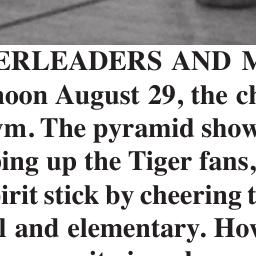 ERLEADERS AND M
noon August 29, the ch
ym. The pyramid show
ing up the Tiger fans,
irit stick by cheering t
l and elementary. How